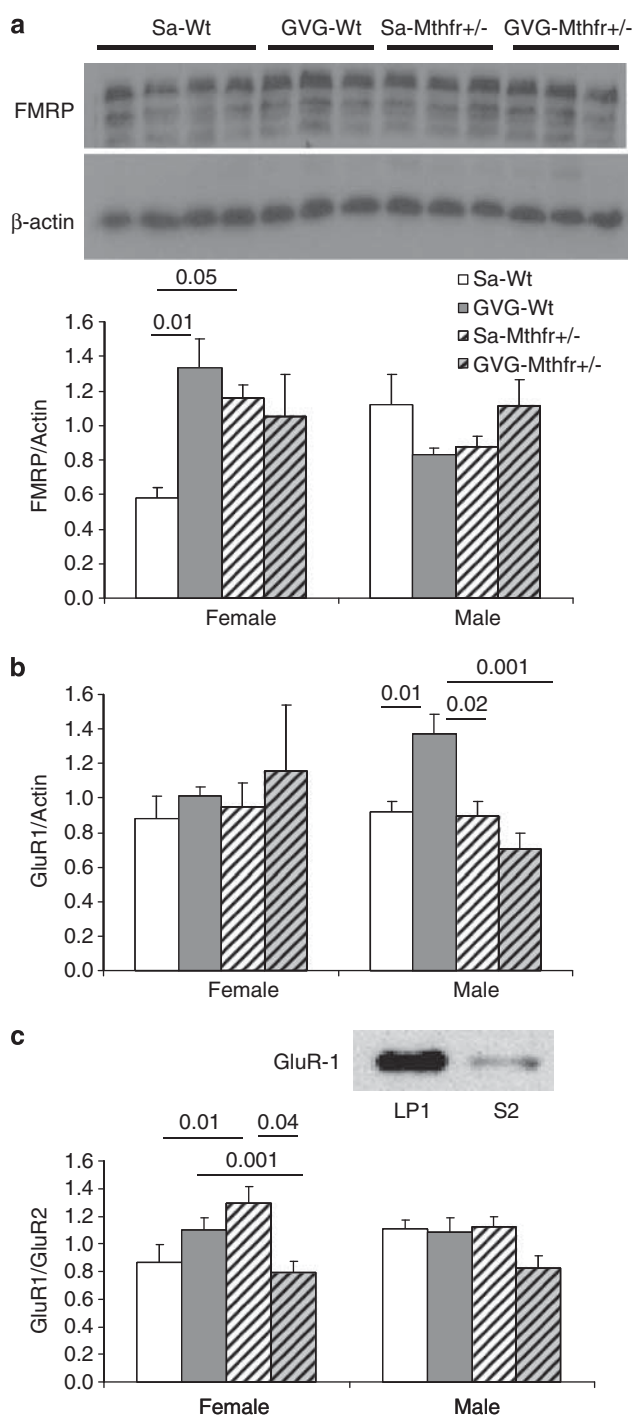 a
Sa-Wt GVG-Wt Sa-Mthfr+/- GVG-Mthfr+/-
FMRP
β-actin
0.05
0.01
Sa-Wt
GVG-Wt
Sa-Mthfr+/-
GVG-Mthfr+/-
FMRP/Actin
1.6
1.4
1.2
1.0
0.8
0.6
0.4
0.2
0.0
Female Male
b
0.001
0.01
0.02
GluR1/Actin
1.6
1.4
1.2
1.0
0.8
0.6
0.4
0.2
0.0
Female Male
c
GluR-1
LP1 S2
0.01 0.04
0.001
GluR1/GluR2
1.6
1.4
1.2
1.0
0.8
0.6
0.4
0.2
0.0
Female Male